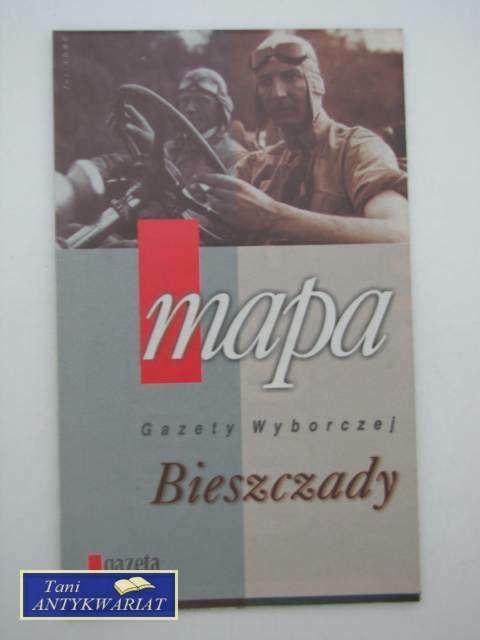 mapa
Gazety Wyborczej
Bieszczady
gazeta
Tani
ANTYKWARIAT